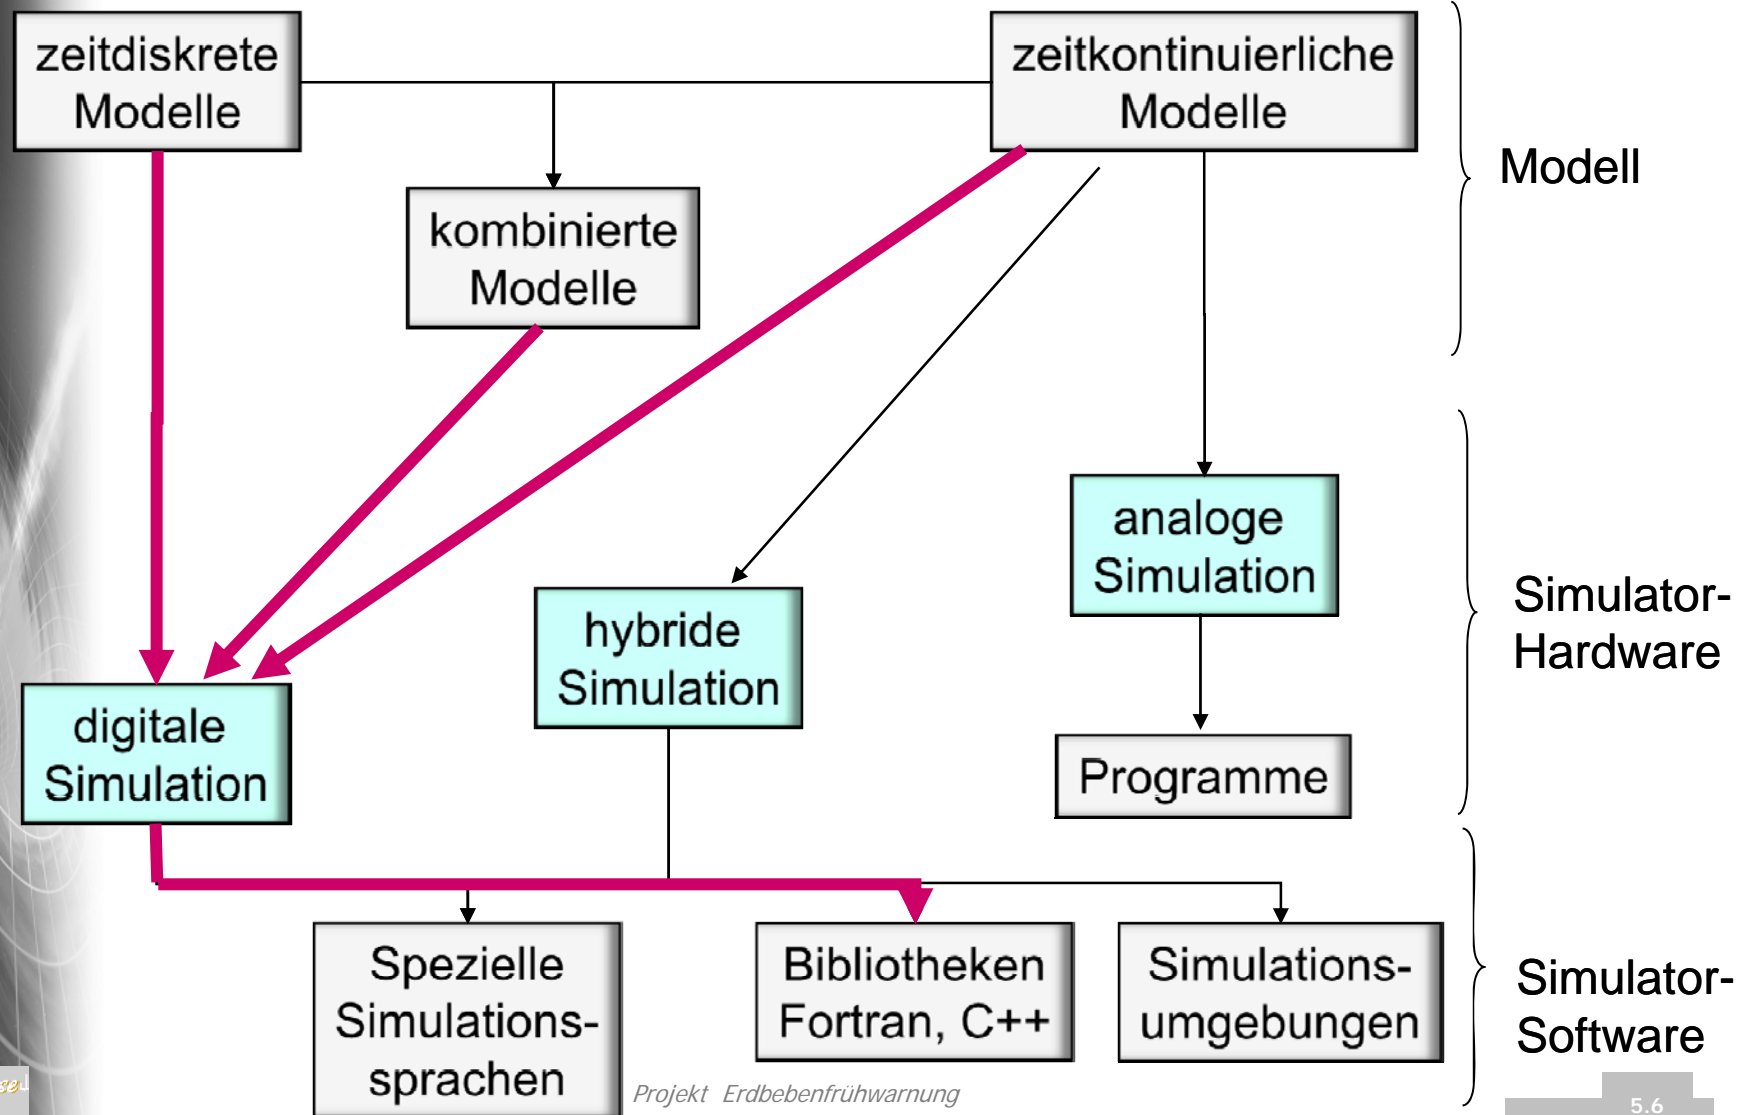 zeitdiskrete
Modelle
zeitkontinuierliche
Modelle
Modell
kombinierte
Modelle
analoge
Simulation
Simulator-
Hardware
hybride
Simulation
digitale
Simulation
Programme
Spezielle
Simulations-
sprachen
Bibliotheken
Fortran, C++
Simulations-
umgebungen
Simulator-
Software
Projekt Erdbebenfrühwarnung
5.6